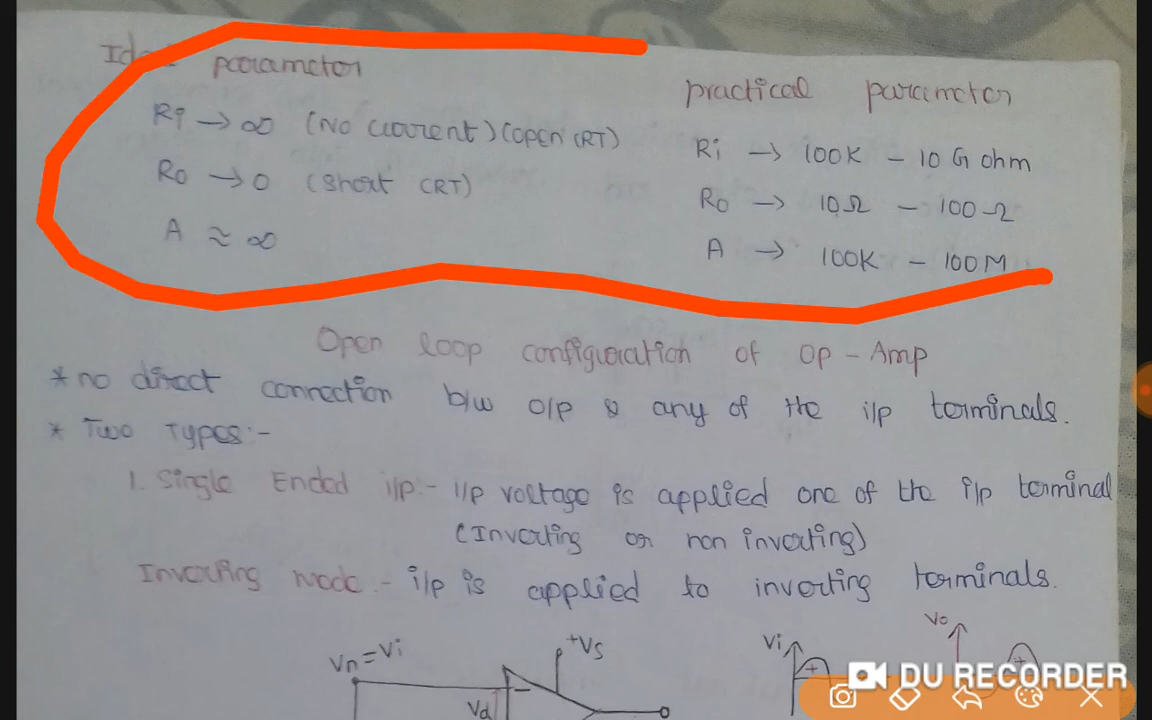 Ideal parameter
Ri → ∞ (No current) (open CRT)
Ro → 0 (short CRT)
A ≈ ∞
practical parameter
Ri → 100K - 10 G ohm
Ro → 10Ω - 100Ω
A → 100K - 100M
Open loop configuration of OP-Amp
* no direct connection b/w o/p & any of the i/p terminals.
* Two Types:-
1. Single Ended i/p:- i/p voltage is applied one of the i/p terminal
(Inverting or non inverting)
Inverting mode - i/p is applied to inverting terminals.
Vn = Vi
+Vs
Vd
Vi
+
Vo
+
DU RECORDER